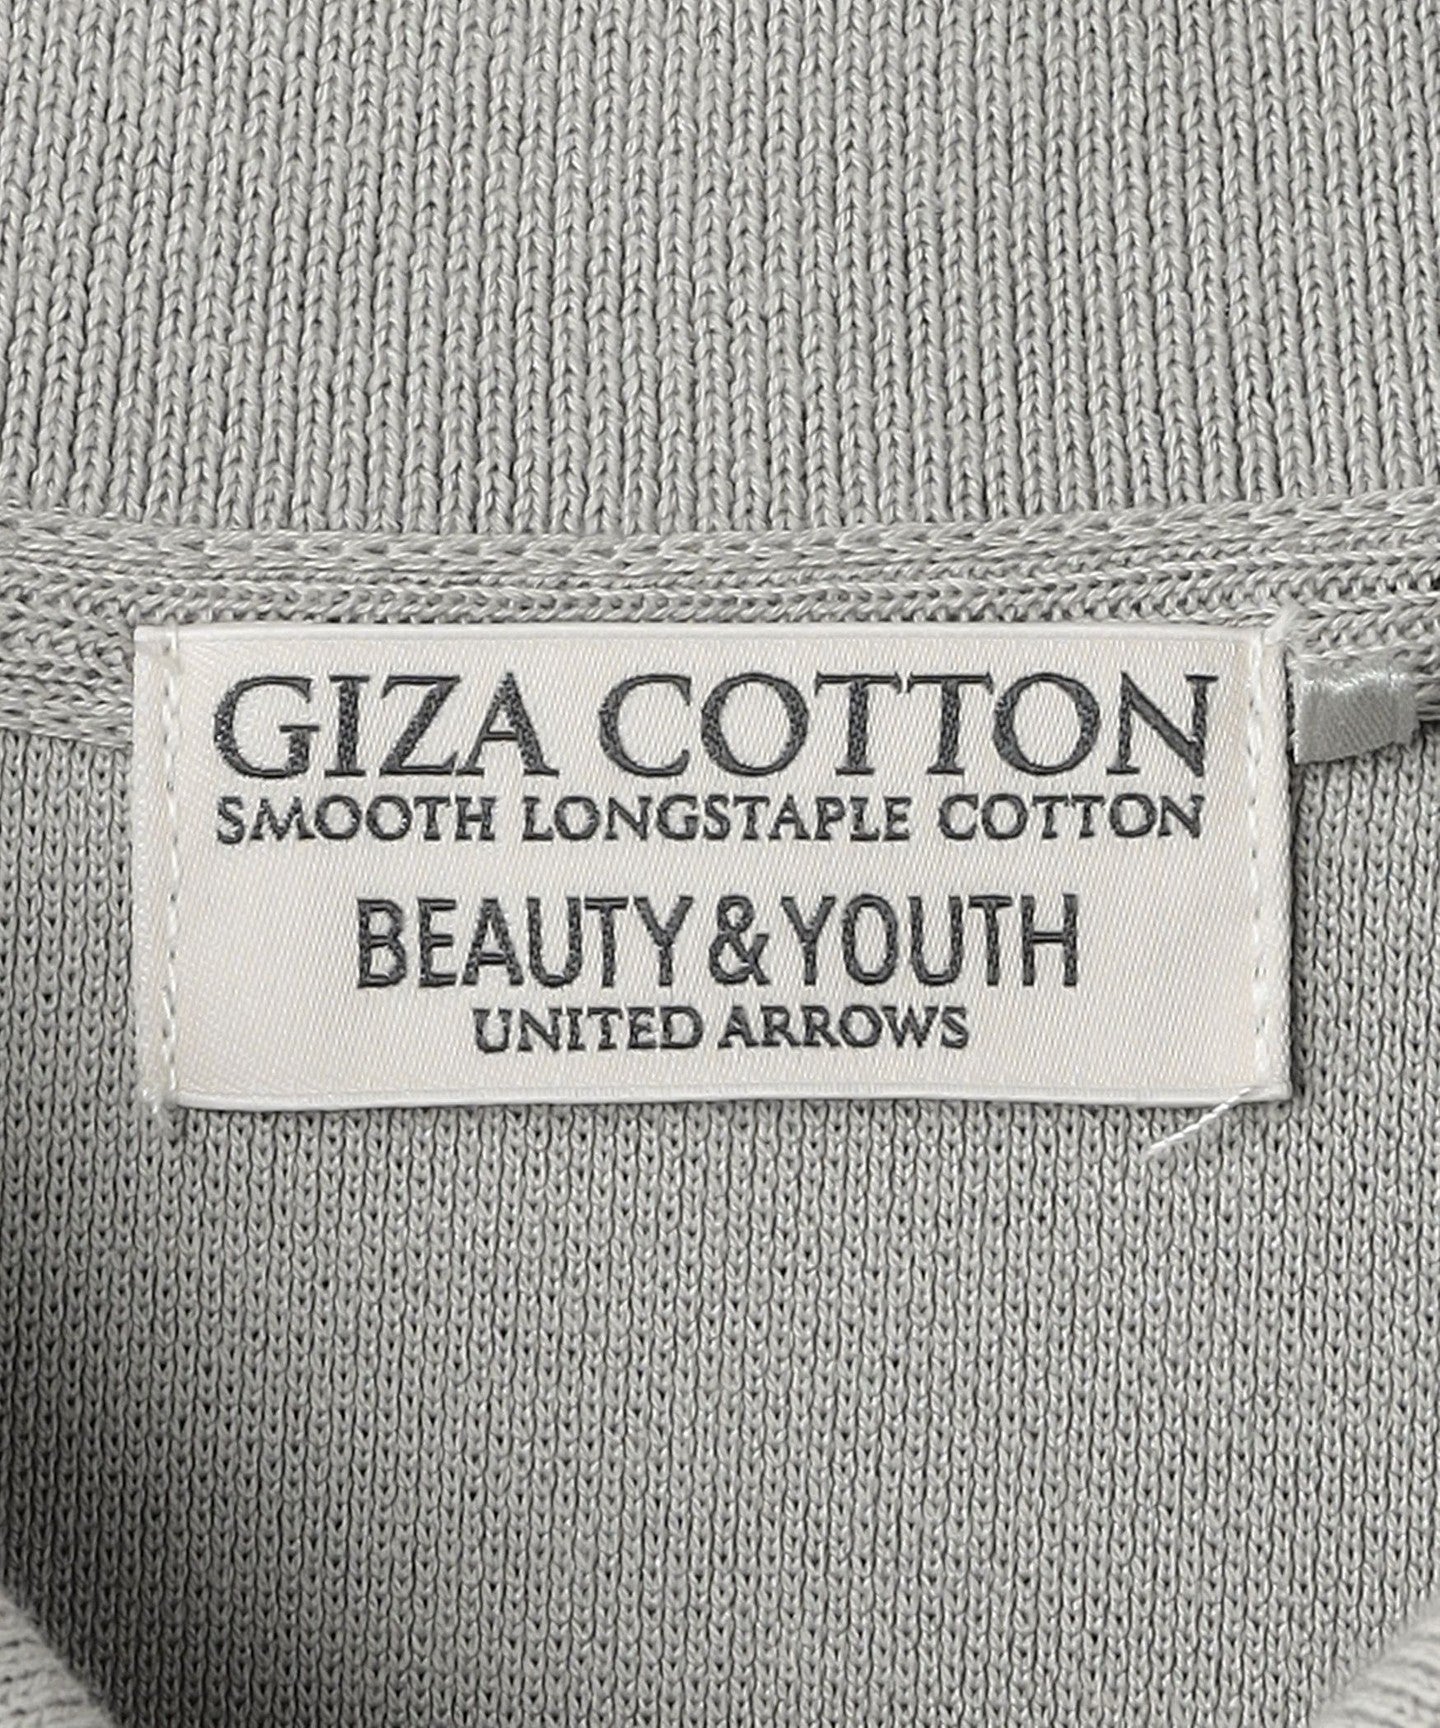 GIZA COTTON
SMOOTH LONGSTAPLE COTTON
BEAUTY & YOUTH
UNITED ARROWS